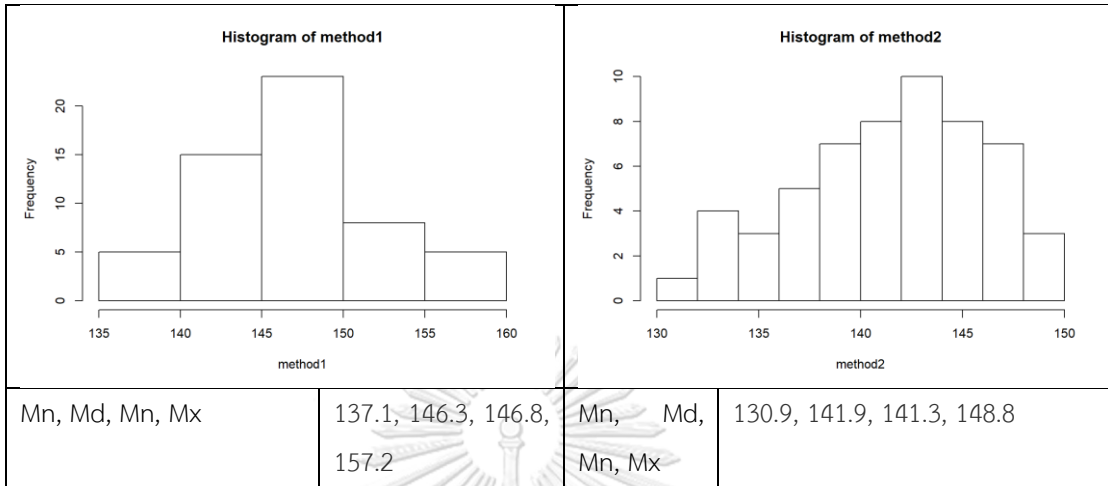 Histogram of method1
Frequency
20
15
10
5
0
135 140 145 150 155 160
method1
Histogram of method2
Frequency
10
8
6
4
2
0
130 135 140 145 150
method2
Mn, Md, Mn, Mx
137.1, 146.3, 146.8,
157.2
Mn, Md,
Mn, Mx
130.9, 141.9, 141.3, 148.8